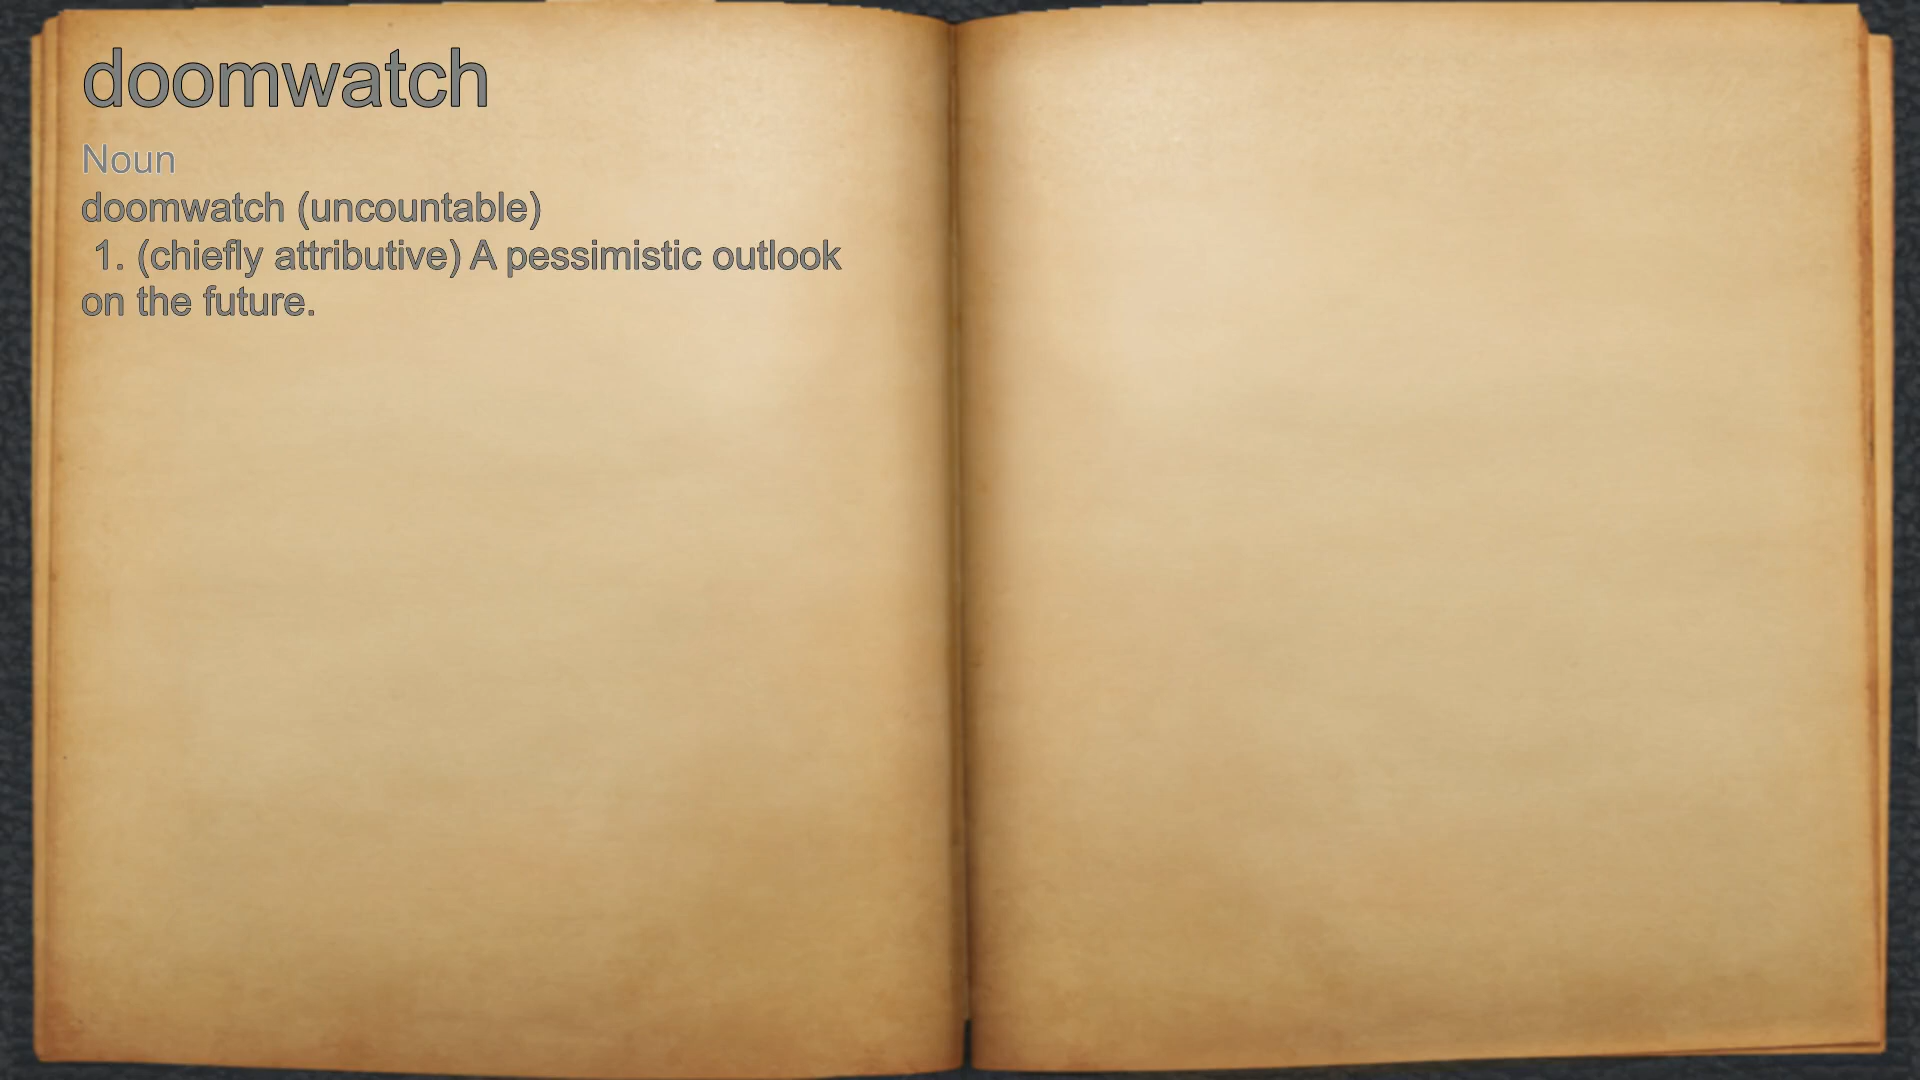 doomwatch
Noun
doomwatch (uncountable)
1. (chiefly attributive) A pessimistic outlook
on the future.